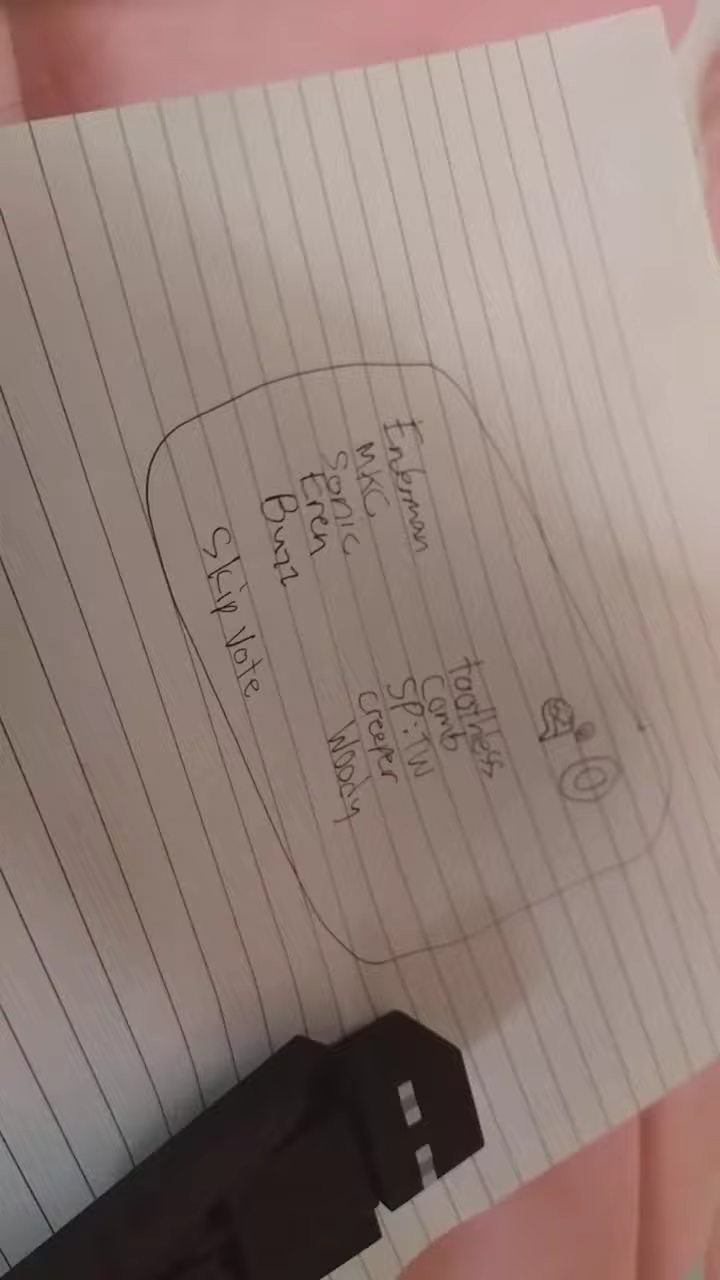 Enderman
MKC
Sonic
Eren
Buzz
toothless
Comb
Sp:TW
creeper
Woody
Skip Vote